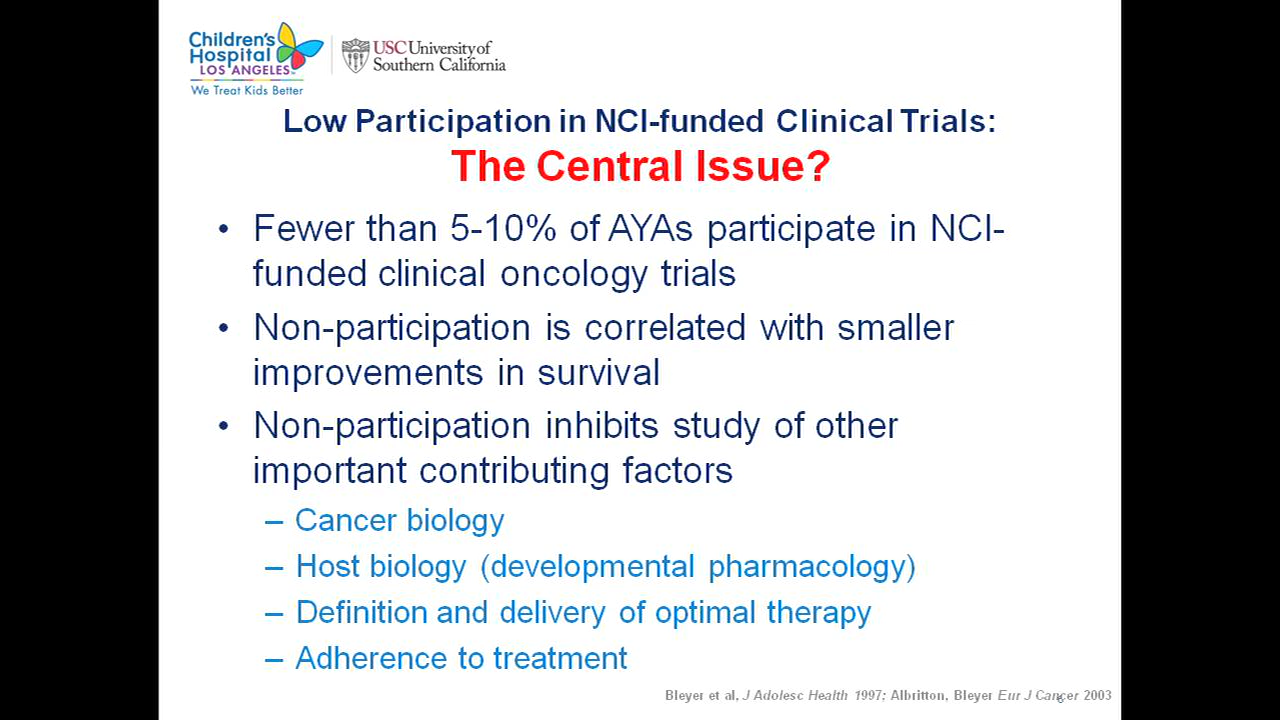 Children's
Hospital
LOS ANGELES
We Treat Kids Better
USC University of
Southern California
Low Participation in NCI-funded Clinical Trials:
The Central Issue?
• Fewer than 5-10% of AYAs participate in NCI-
funded clinical oncology trials
• Non-participation is correlated with smaller
improvements in survival
• Non-participation inhibits study of other
important contributing factors
– Cancer biology
– Host biology (developmental pharmacology)
– Definition and delivery of optimal therapy
– Adherence to treatment
Bleyer et al, J Adolesc Health 1997; Albritton, Bleyer Eur J Cancer 2003